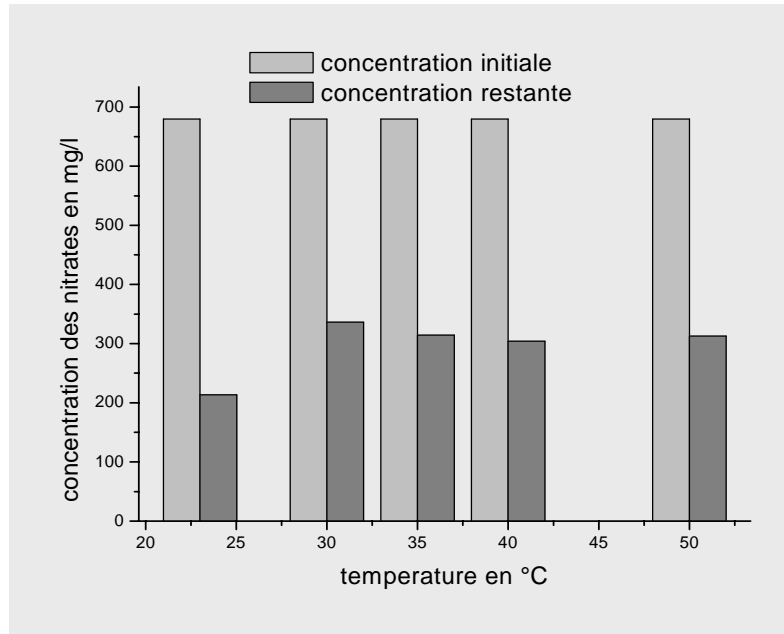 concentration initiale
concentration restante
700
600
500
400
300
200
100
0
concentration des nitrates en mg/l
20 25 30 35 40 45 50
temperature en °C